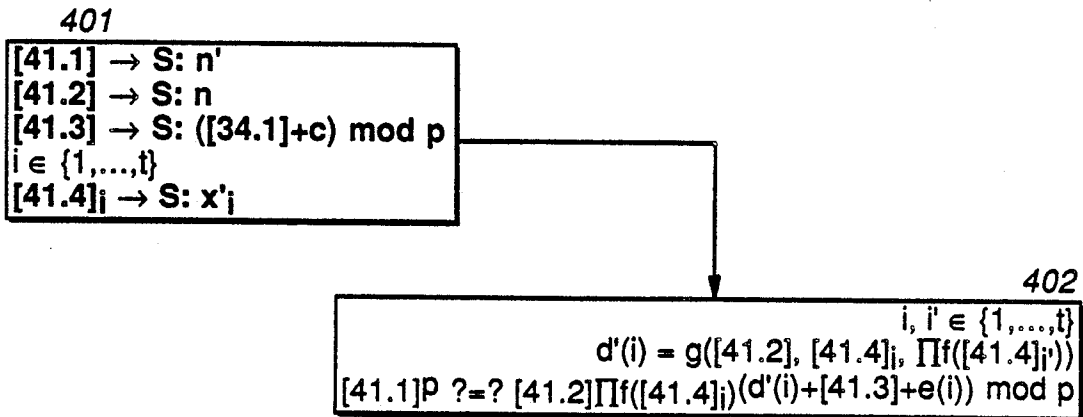 401
[41.1] → S: n'
[41.2] → S: n
[41.3] → S: ([34.1]+c) mod p
i ∈ {1,...,t}
[41.4]i → S: x'i
402
i, i' ∈ {1,...,t}
d'(i) = g([41.2], [41.4]i, ∏f([41.4]i'))
[41.1]p ?=? [41.2]∏f([41.4]i)(d'(i)+[41.3]+e(i)) mod p